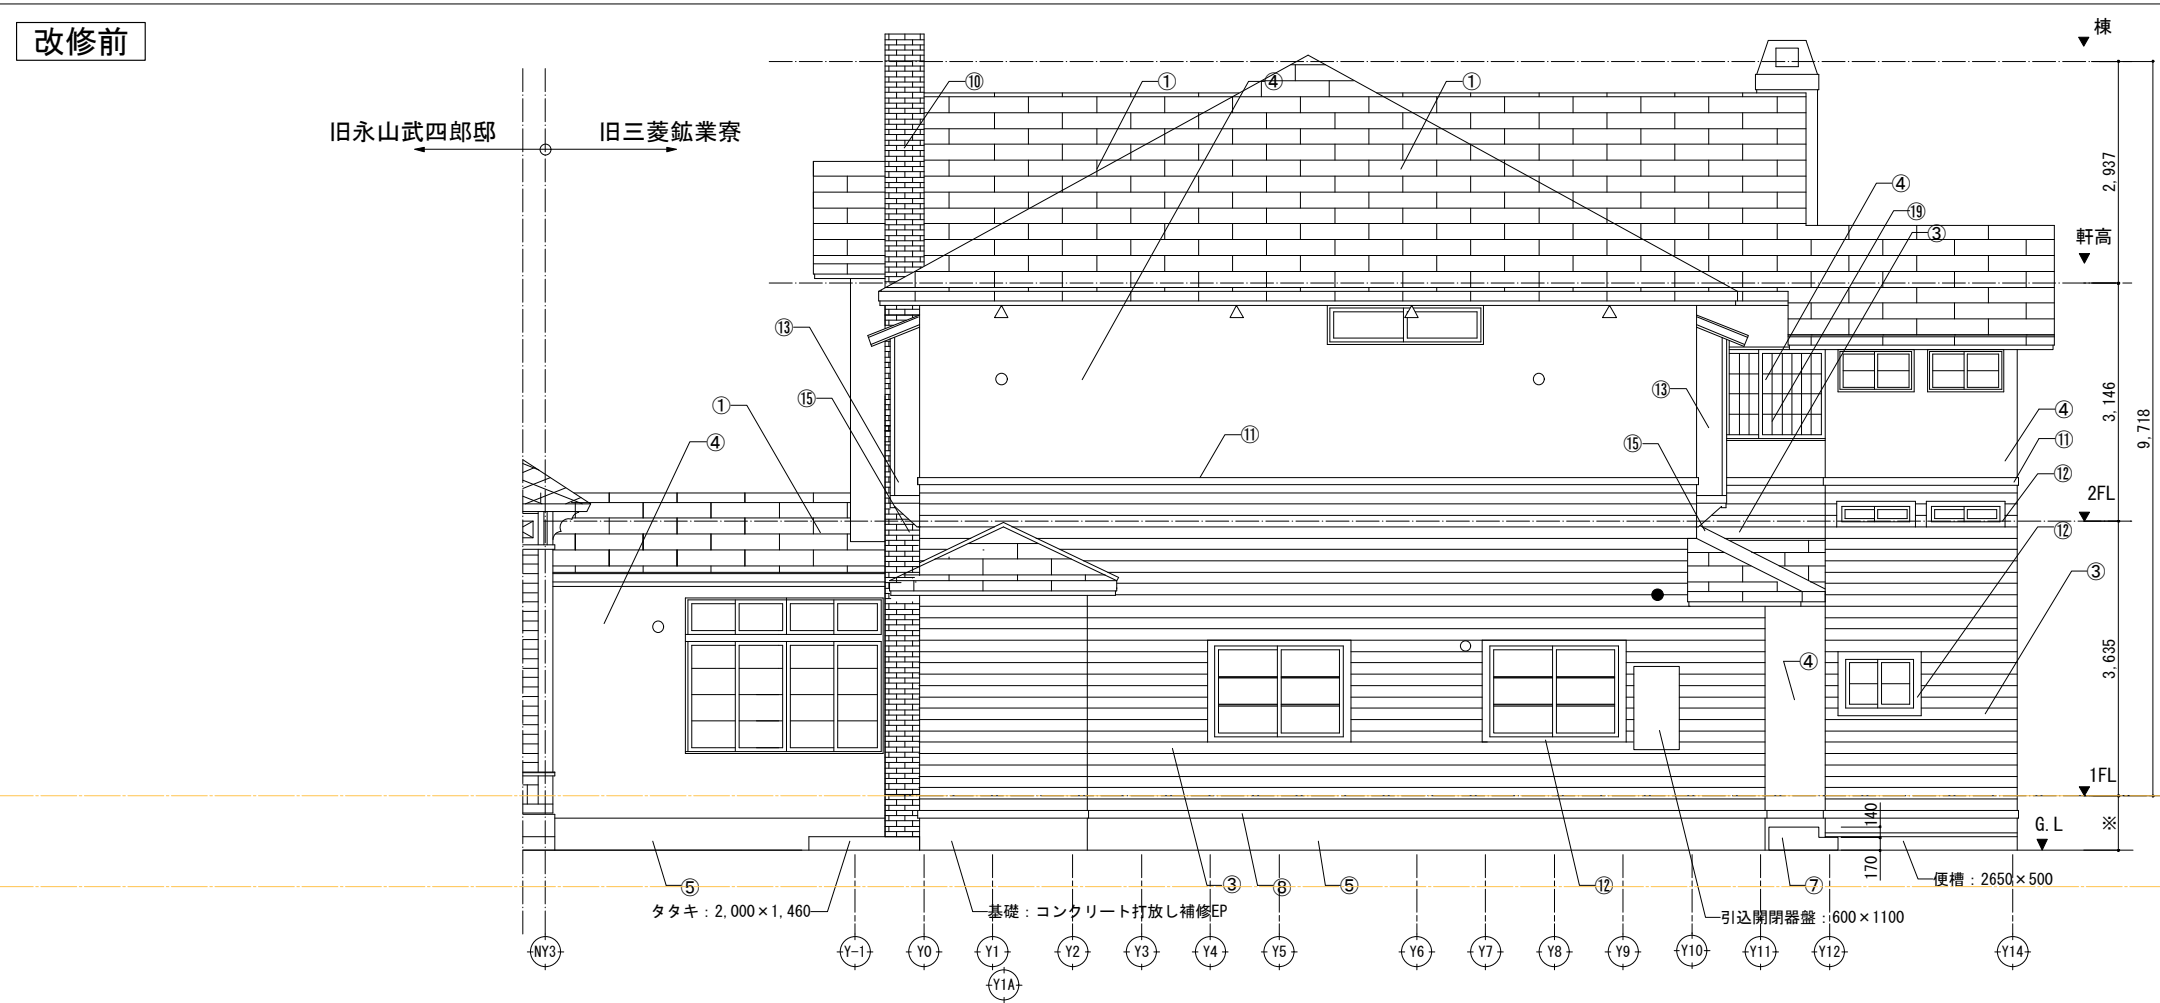 改修前
棟
⑩
①
④
①
旧永山武四郎邸
旧三菱鉱業寮
2,937
④
⑲
③
軒高
⑬
⑬
①
⑮
④
⑪
⑮
3,146
9,718
④
⑪
⑫
2FL
⑫
③
④
3,635
1FL
140
G.L
※
170
⑤
③
⑧
⑤
⑫
⑦
便槽：2650×500
タタキ：2,000×1,460
基礎：コンクリート打放し補修EP
引込開閉器盤：600×1100
NY3
Y-1
Y0
Y1
Y2
Y3
Y4
Y5
Y6
Y7
Y8
Y9
Y10
Y11
Y12
Y14
Y1A